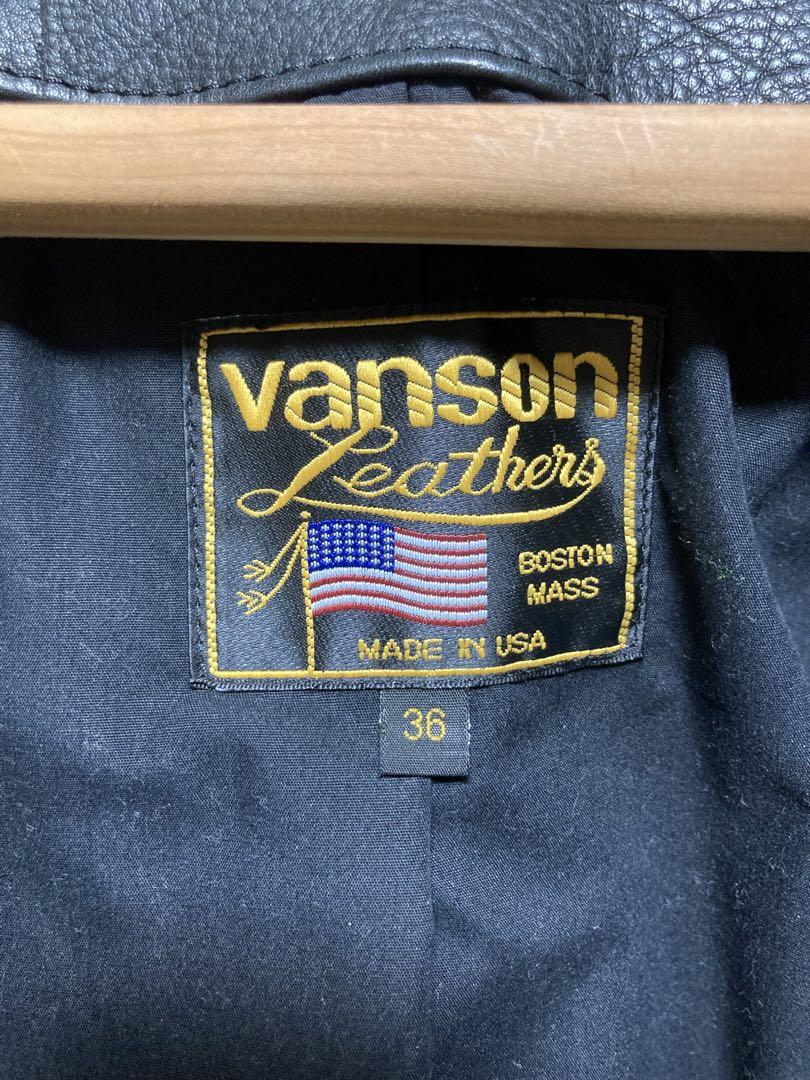 vanson
Leathers
BOSTON
MASS
MADE IN USA
36